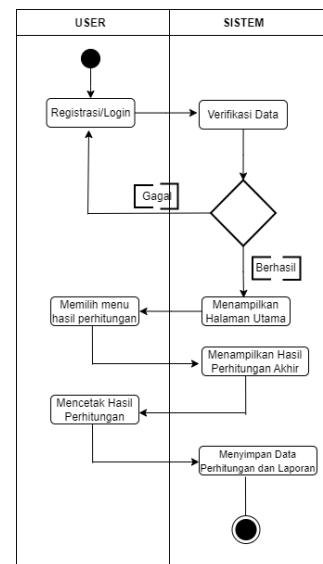 USER
SISTEM
Registrasi/Login
Verifikasi Data
Gagal
Berhasil
Memilih menu
hasil perhitungan
Menampilkan
Halaman Utama
Menampilkan Hasil
Perhitungan Akhir
Mencetak Hasil
Perhitungan
Menyimpan Data
Perhitungan dan Laporan